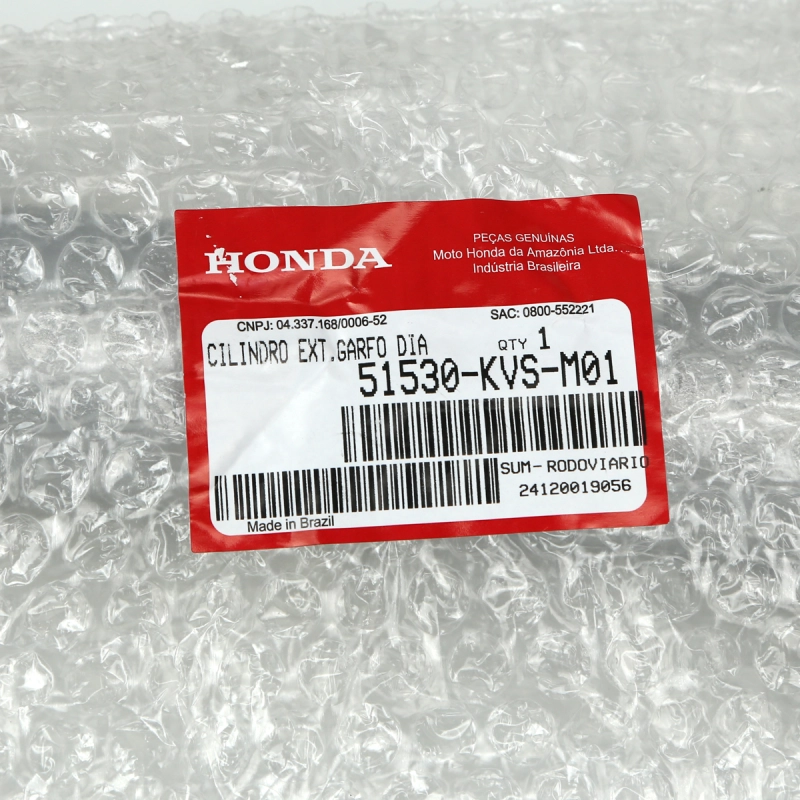 HONDA
PEÇAS GENUÍNAS
Moto Honda da Amazônia Ltda.
Indústria Brasileira
CNPJ: 04.337.168/0006-52
SAC: 0800-552221
CILINDRO EXT.GARFO DIA
QTY 1
51530-KVS-M01
SUM-RODOVIARIO
24120019056
Made in Brazil